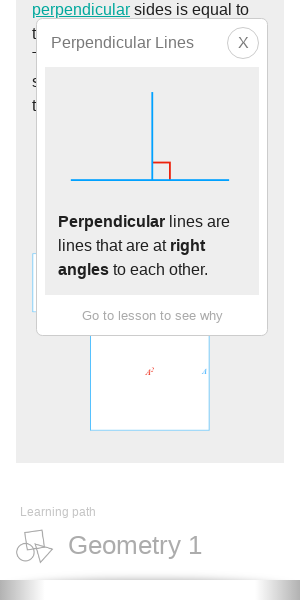 perpendicular sides is equal to
Perpendicular Lines
X
Perpendicular lines are
lines that are at right
angles to each other.
Go to lesson to see why
A² A
Learning path
Geometry 1